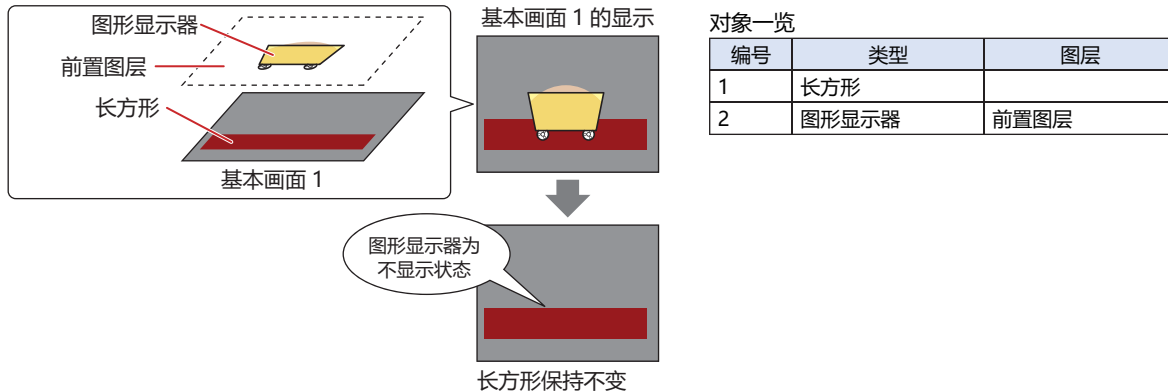 图形显示器
前置图层
长方形
基本画面 1
基本画面 1 的显示
图形显示器为
不显示状态
长方形保持不变
对象一览
编号 类型 图层
1 长方形
2 图形显示器 前置图层